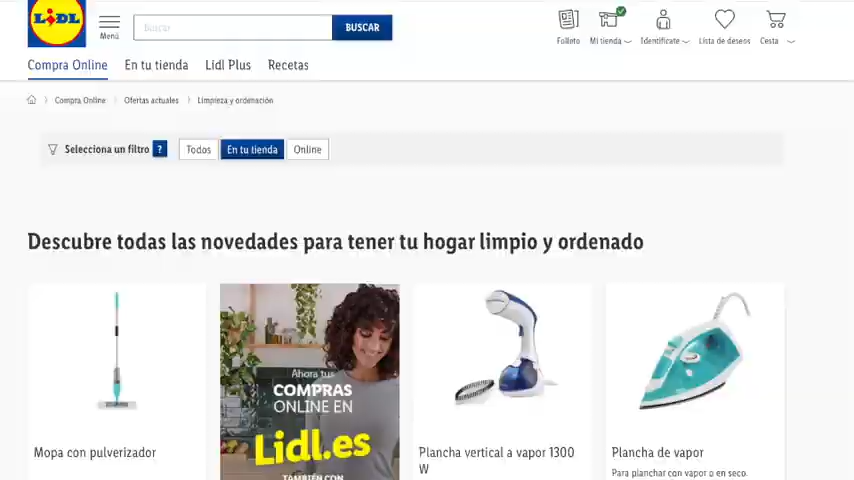 LIDL
Menú
Buscar
BUSCAR
Folleto
Mi tienda
Identifícate
Lista de deseos
Cesta
Compra Online
En tu tienda
Lidl Plus
Recetas
Compra Online
Ofertas actuales
Limpieza y ordenación
Selecciona un filtro ?
Todos
En tu tienda
Online
Descubre todas las novedades para tener tu hogar limpio y ordenado
Ahora tus
COMPRAS
ONLINE EN
Lidl.es
TAMBIÉN CON
Mopa con pulverizador
Plancha vertical a vapor 1300
W
Plancha de vapor
Para planchar con vapor o en seco.